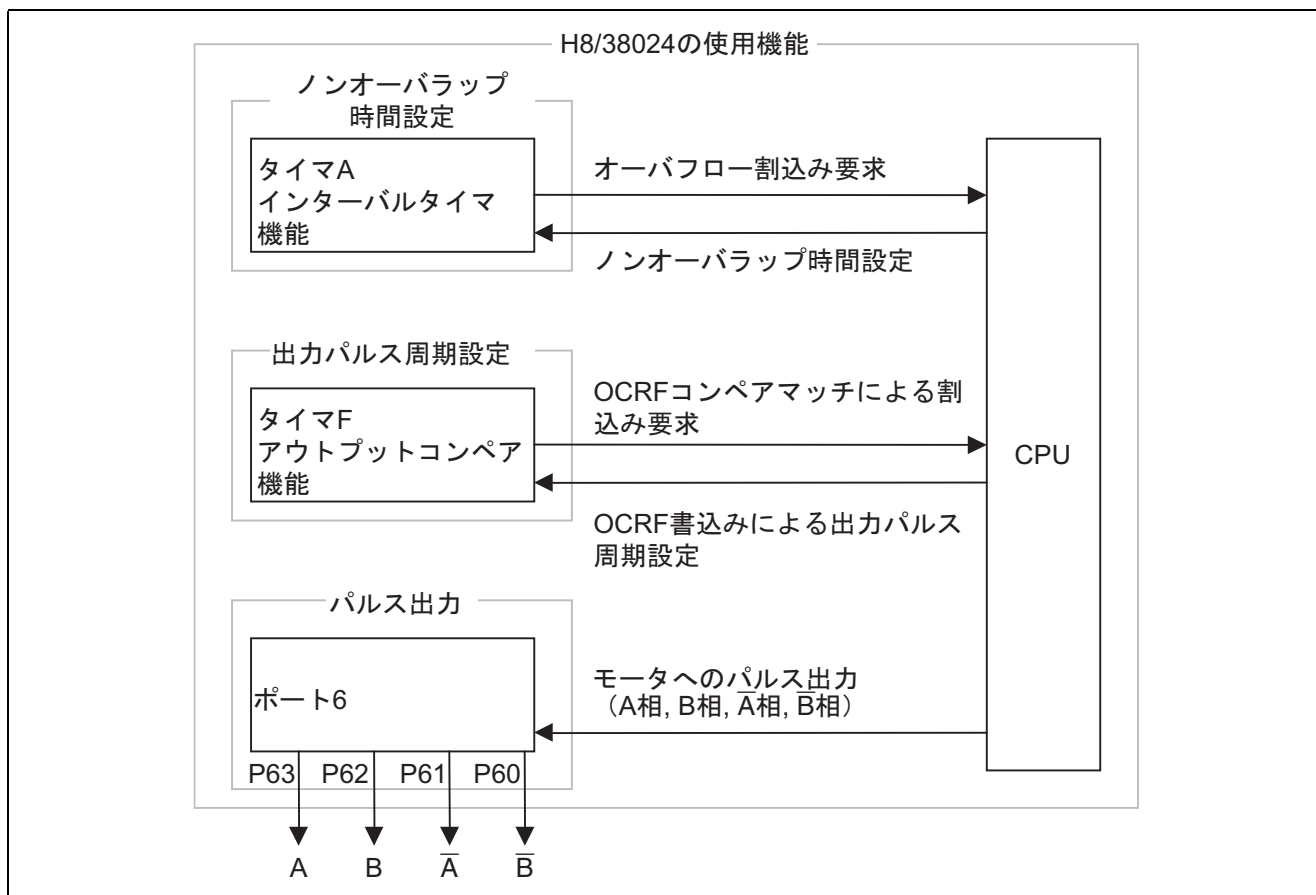 H8/38024の使用機能
ノンオーバラップ
時間設定
タイマA
インターバルタイマ
機能
オーバフロー割込み要求
ノンオーバラップ時間設定
出力パルス周期設定
タイマF
アウトプットコンペア
機能
OCRFコンペアマッチによる割
込み要求
OCRF書込みによる出力パルス
周期設定
CPU
パルス出力
ポート6
モータへのパルス出力
（A相, B相, A̅相, B̅相）
P63 P62 P61 P60
A B A̅ B̅